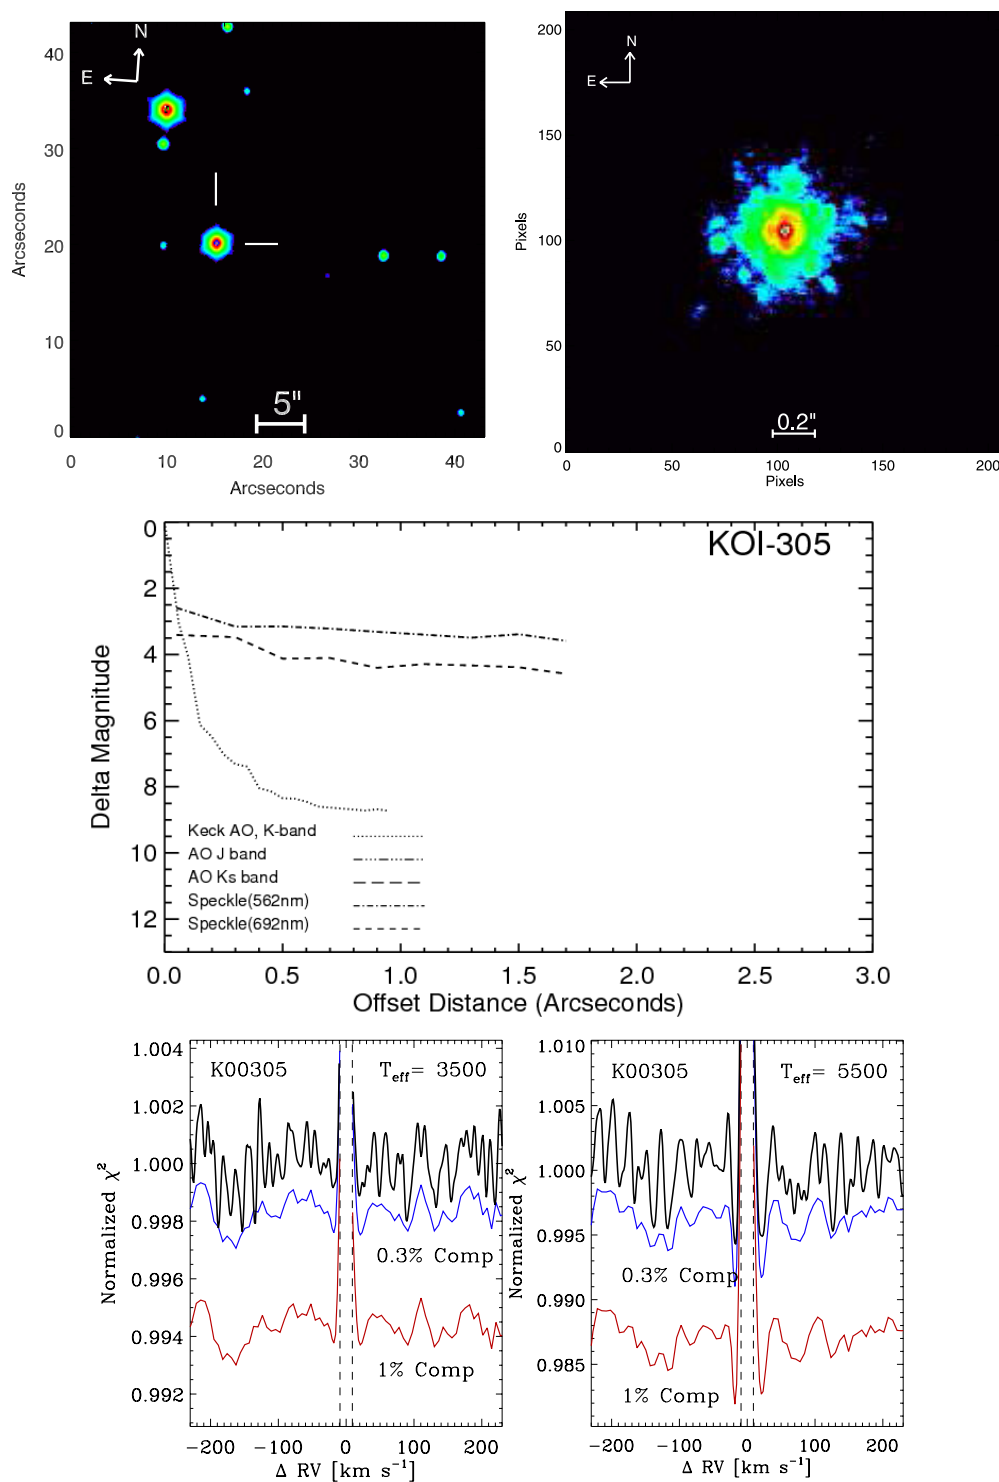 40
30
20
10
0
Arcseconds
N
E
5"
0
10
20
30
40
Arcseconds
200
150
100
50
0
Pixels
N
E
0.2"
0
50
100
150
200
Pixels
KOI-305
0
2
4
6
8
10
12
Delta Magnitude
Keck AO, K-band
AO J band
AO Ks band
Speckle(562nm)
Speckle(692nm)
0.0
0.5
1.0
1.5
2.0
2.5
3.0
Offset Distance (Arcseconds)
1.004
1.002
1.000
0.998
0.996
0.994
0.992
Normalized χ²
K00305
T_eff= 3500
0.3% Comp
1% Comp
−200
−100
0
100
200
Δ RV [km s⁻¹]
1.010
1.005
1.000
0.995
0.990
0.985
Normalized χ²
K00305
T_eff= 5500
0.3% Comp
1% Comp
−200
−100
0
100
200
Δ RV [km s⁻¹]